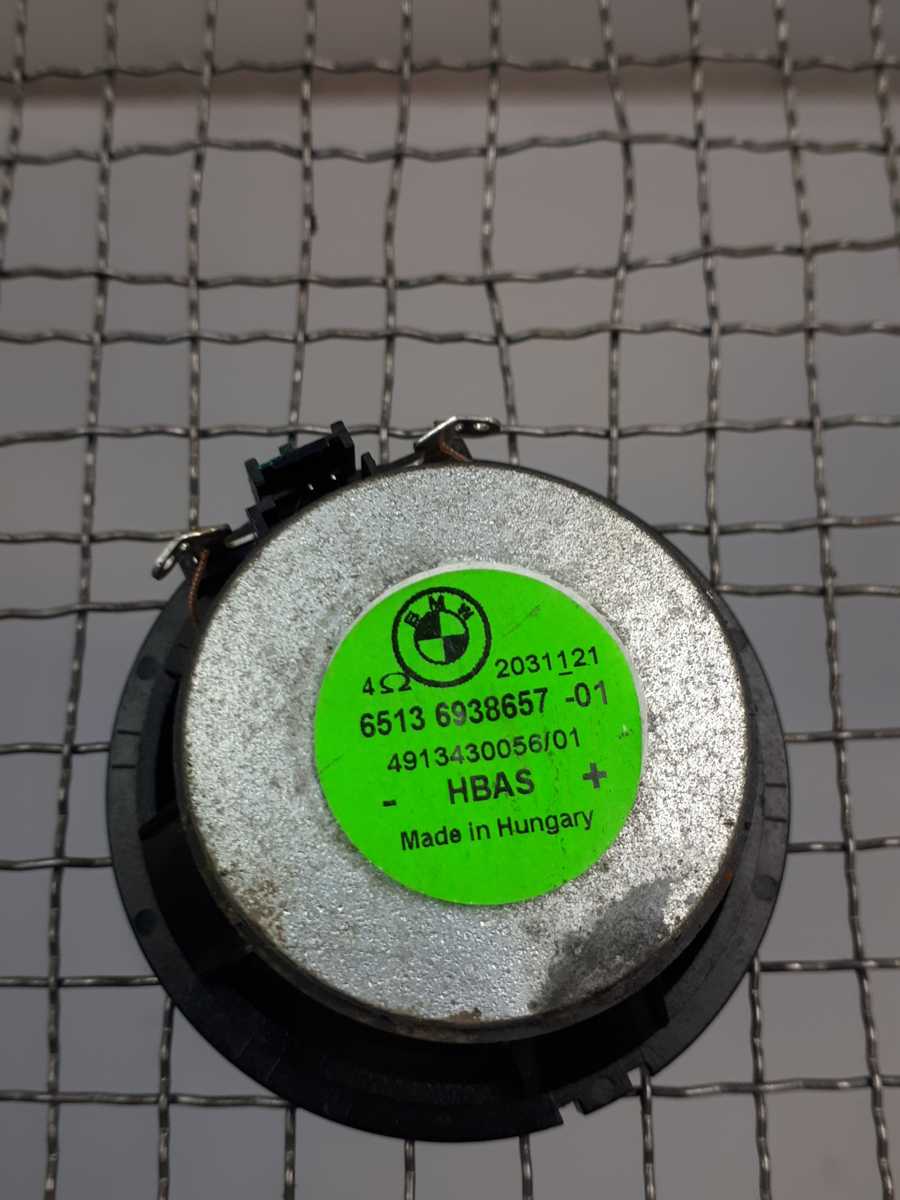 BMW
4Ω 2031121
6513 6938657 -01
4913430056/01
- HBAS +
Made in Hungary